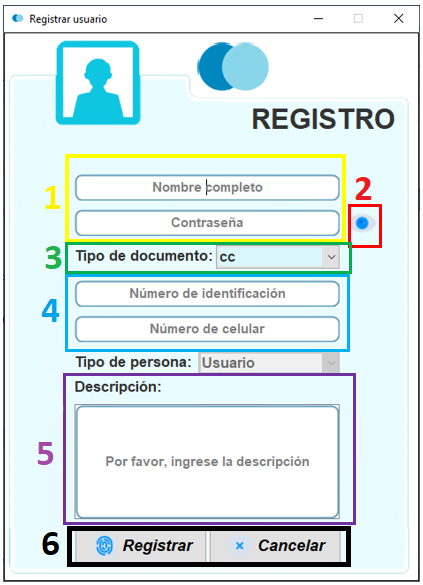 Registrar usuario
REGISTRO
1
Nombre completo
2
Contraseña
3
Tipo de documento: cc
4
Número de identificación
Número de celular
Tipo de persona: Usuario
Descripción:
5
Por favor, ingrese la descripción
6
Registrar Cancelar